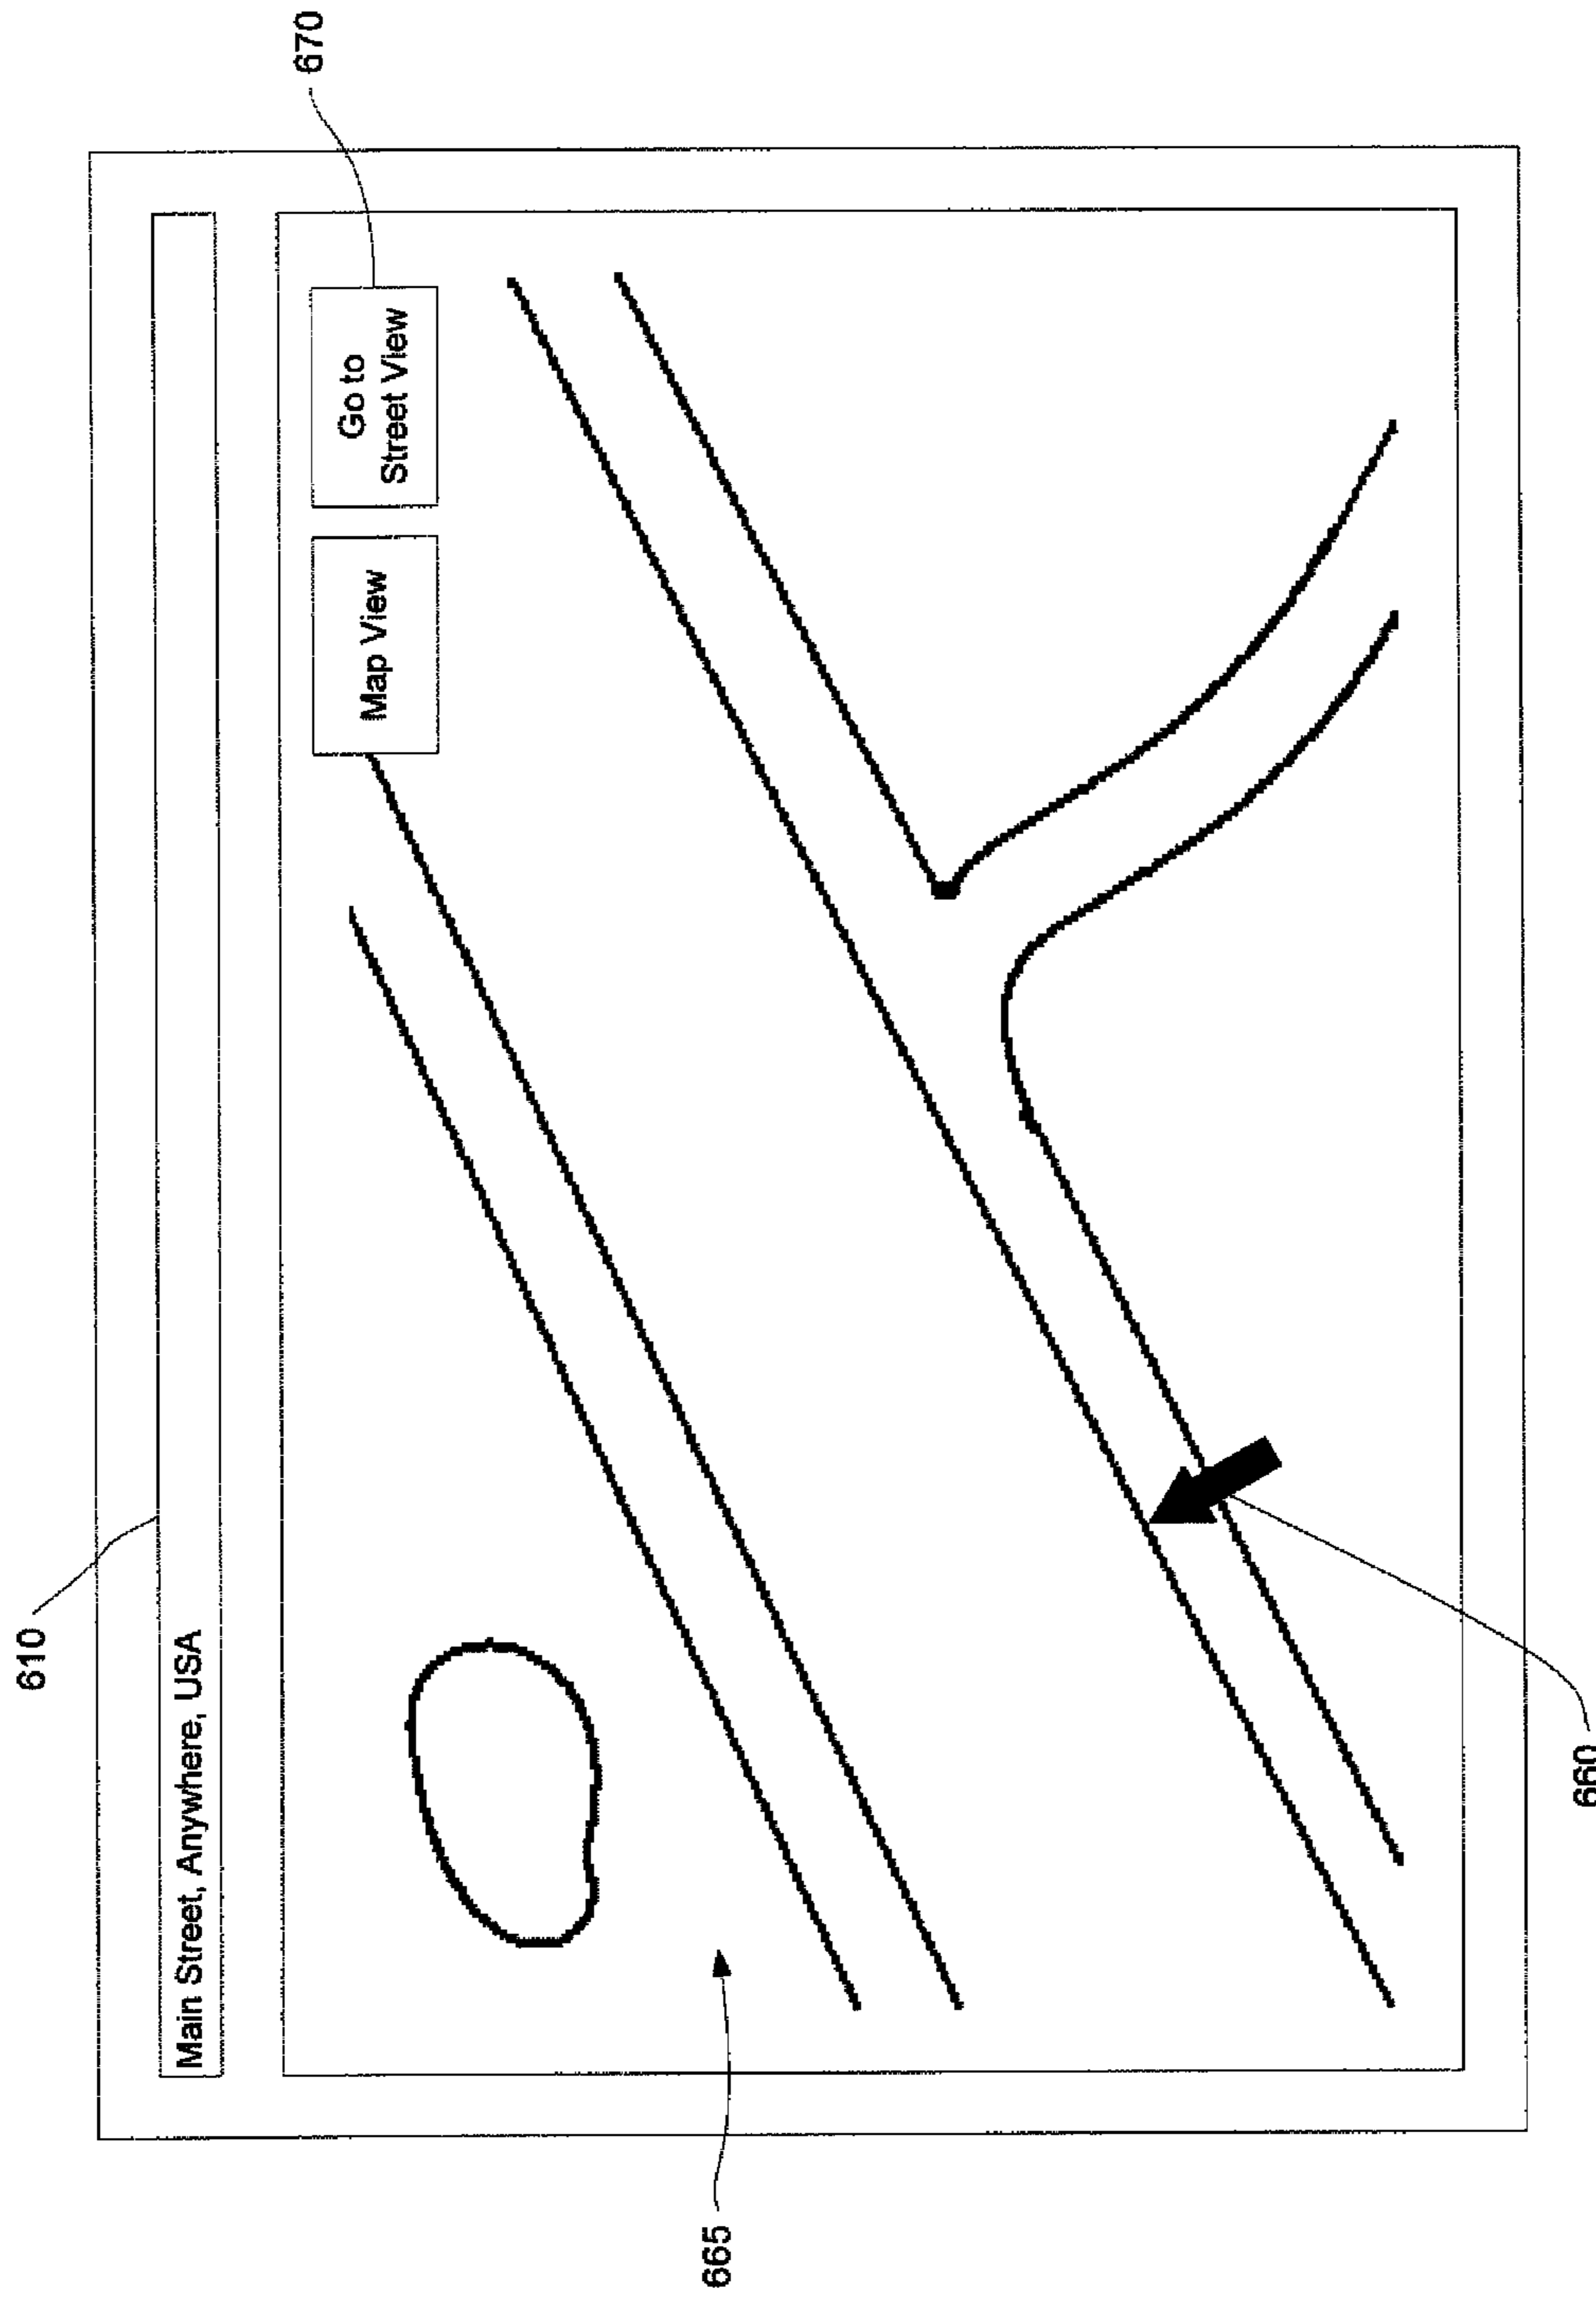 610
Main Street, Anywhere, USA
Map View
Go to
Street View
670
665
660